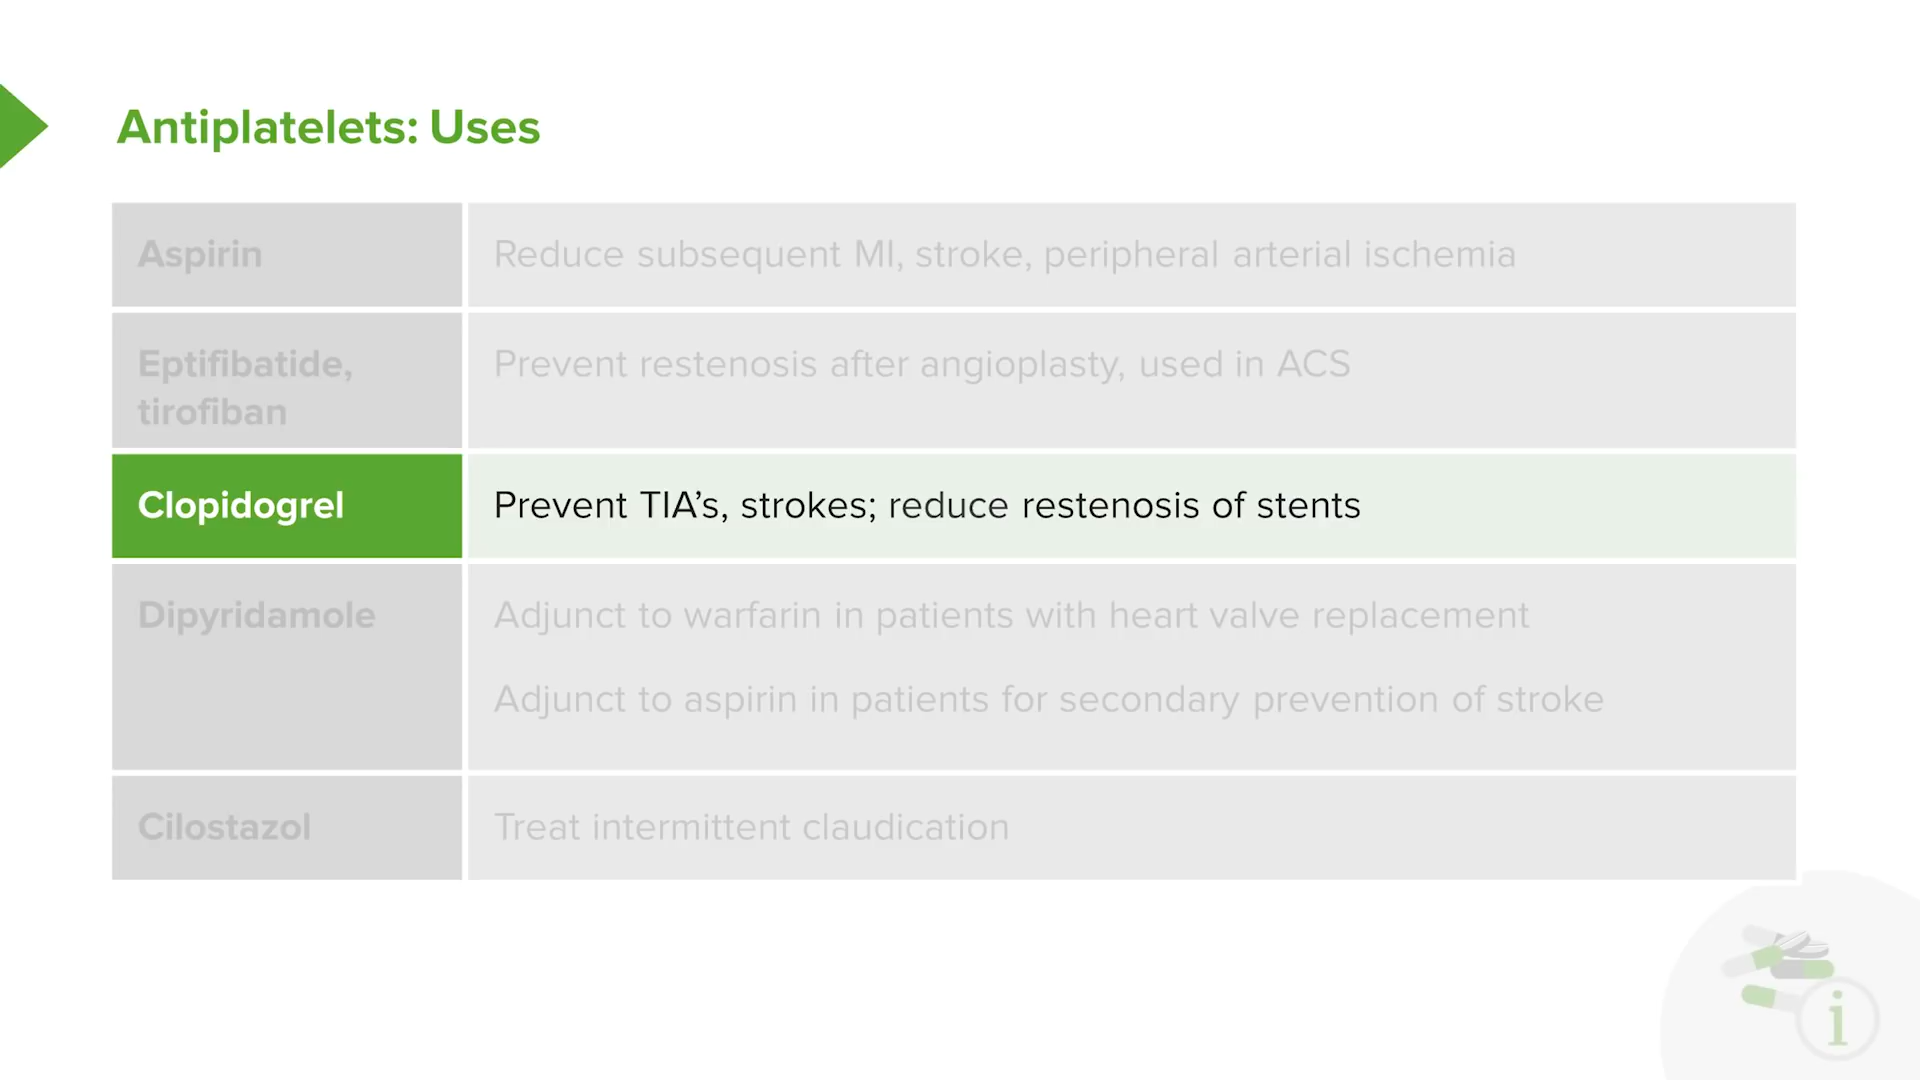 Antiplatelets: Uses
Aspirin
Reduce subsequent MI, stroke, peripheral arterial ischemia
Eptifibatide,
tirofiban
Prevent restenosis after angioplasty, used in ACS
Clopidogrel
Prevent TIA’s, strokes; reduce restenosis of stents
Dipyridamole
Adjunct to warfarin in patients with heart valve replacement
Adjunct to aspirin in patients for secondary prevention of stroke
Cilostazol
Treat intermittent claudication
i